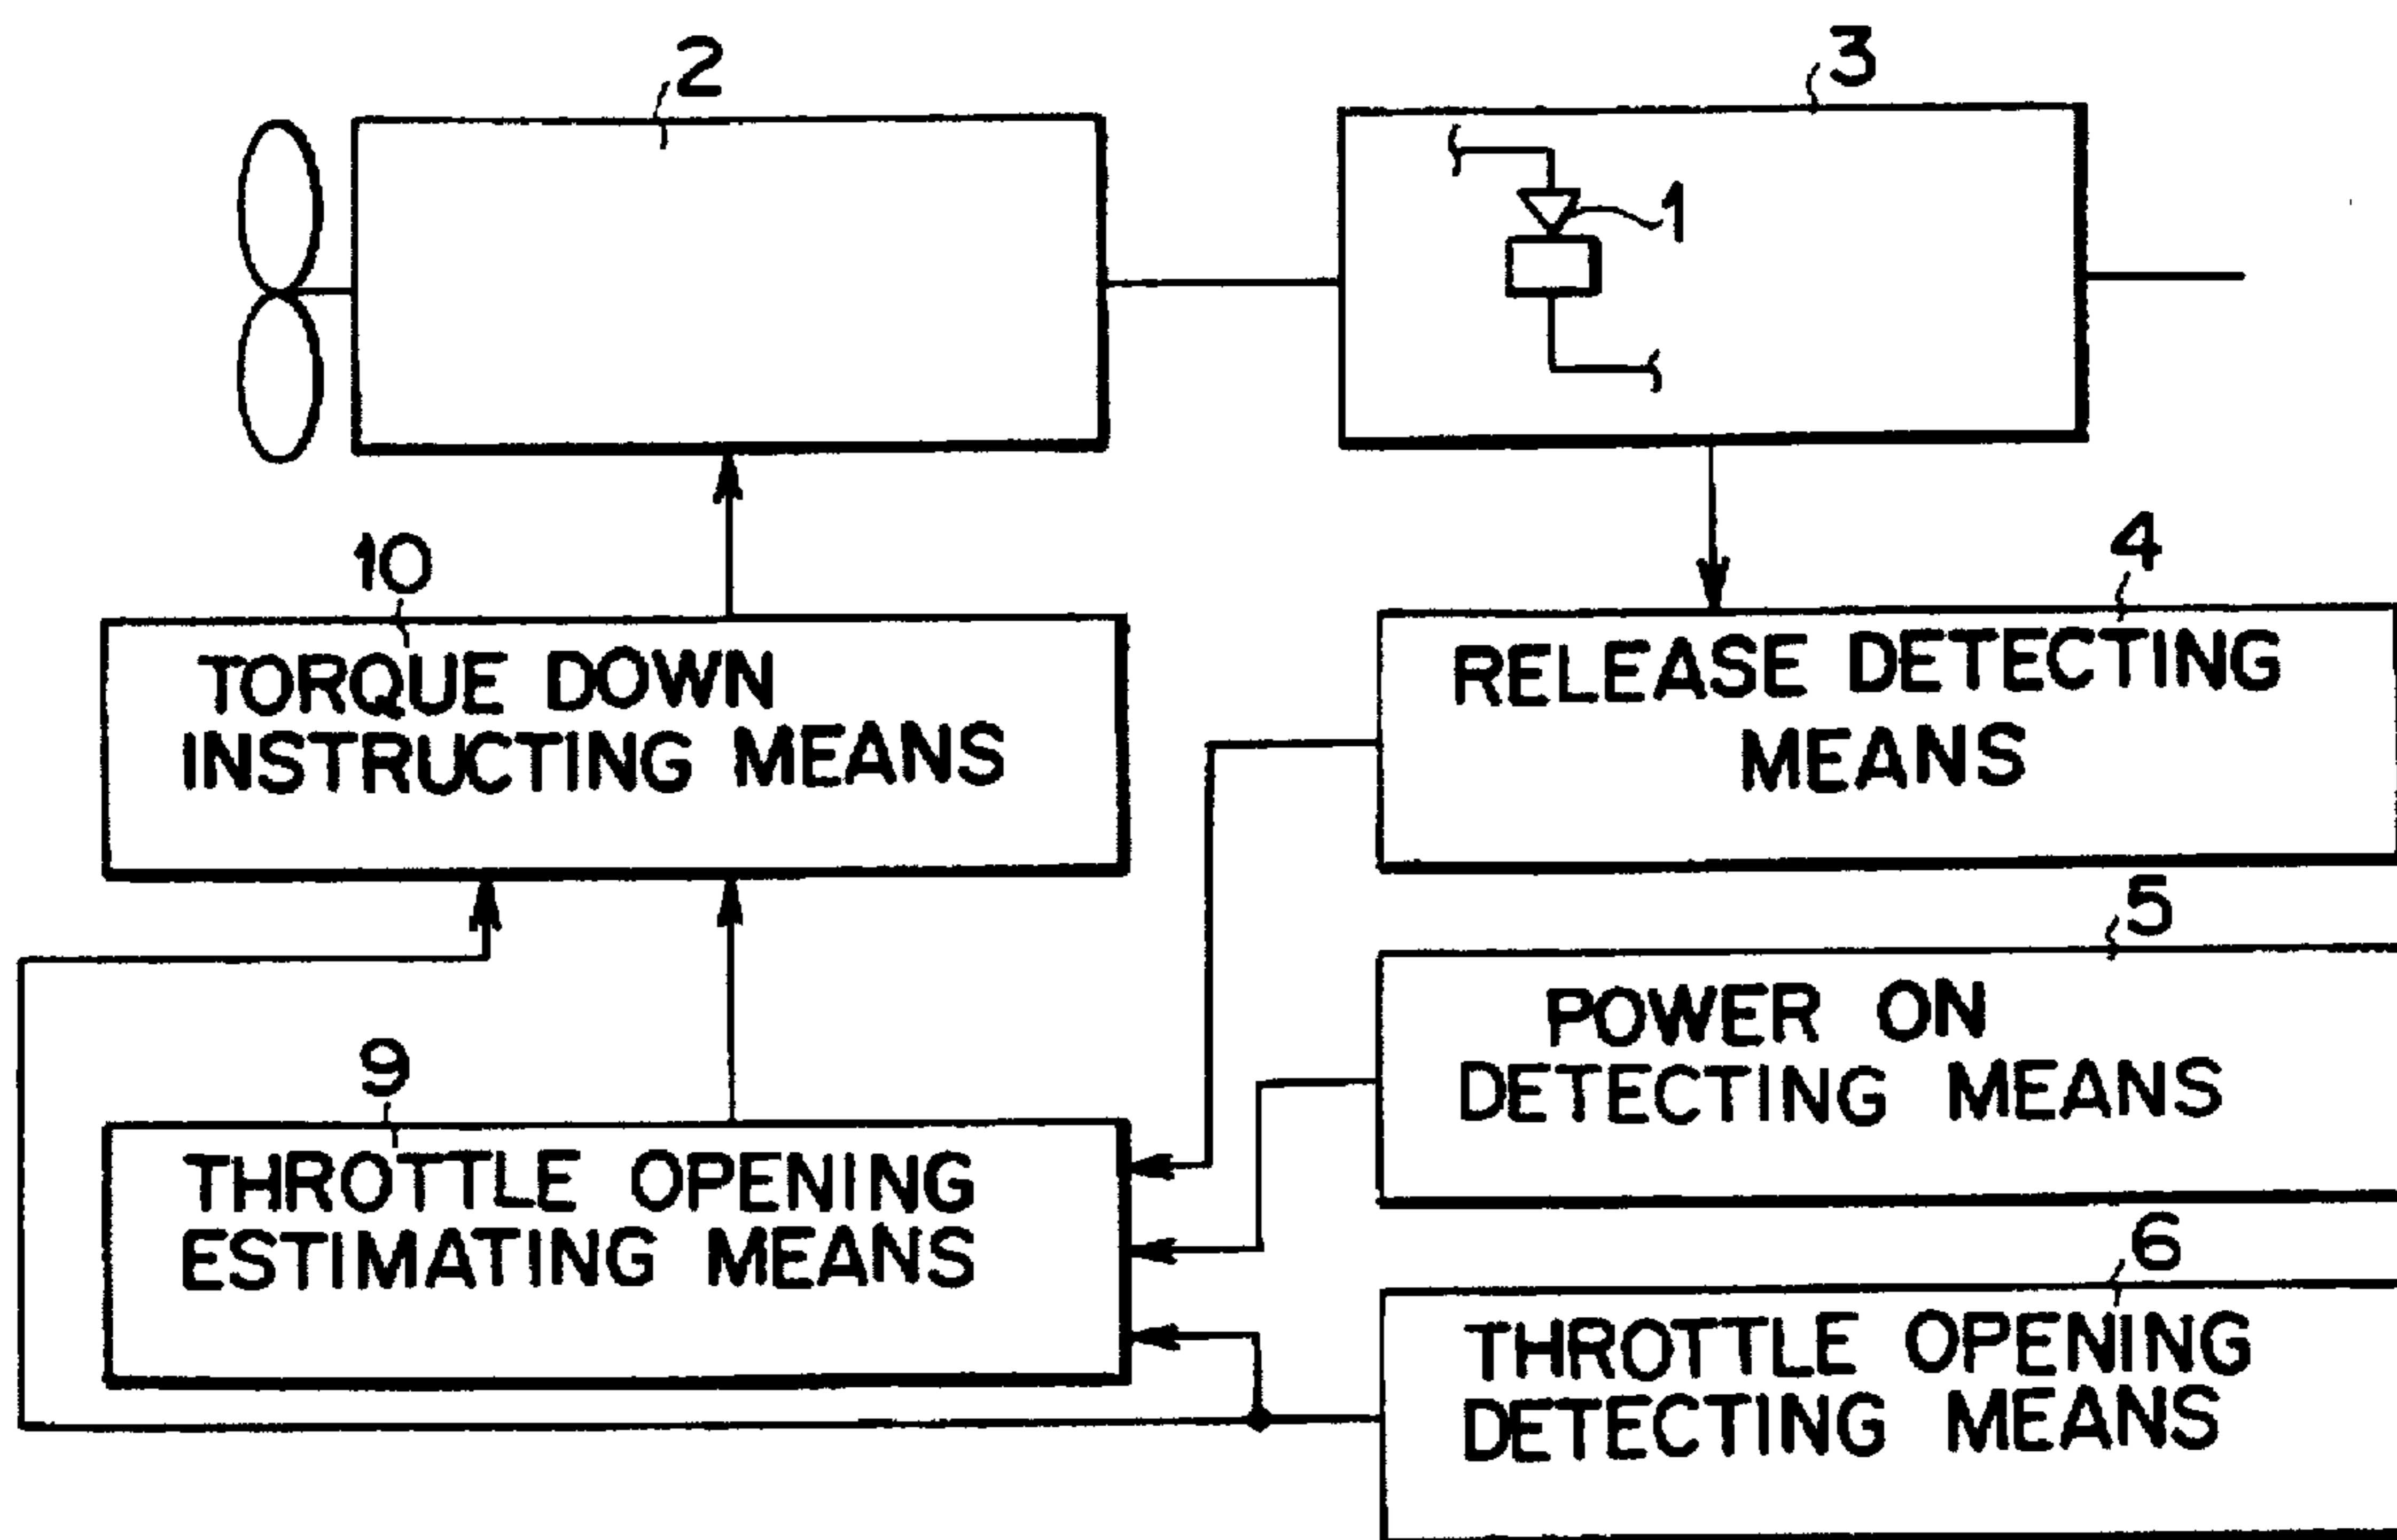 2
3
1
10
TORQUE DOWN
INSTRUCTING MEANS
4
RELEASE DETECTING
MEANS
5
POWER ON
DETECTING MEANS
9
THROTTLE OPENING
ESTIMATING MEANS
6
THROTTLE OPENING
DETECTING MEANS